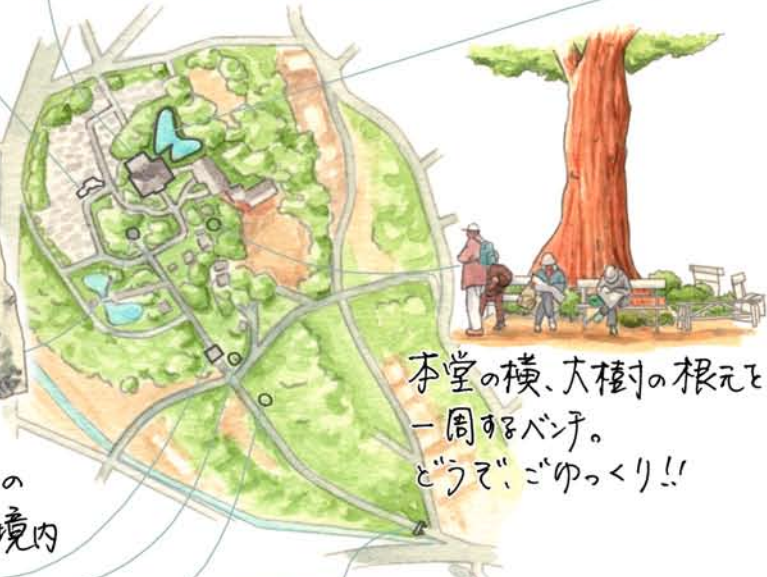 本堂の横、大樹の根元を
一周するベンチ。
どうぞ、ごゆっくり!!
の
境内